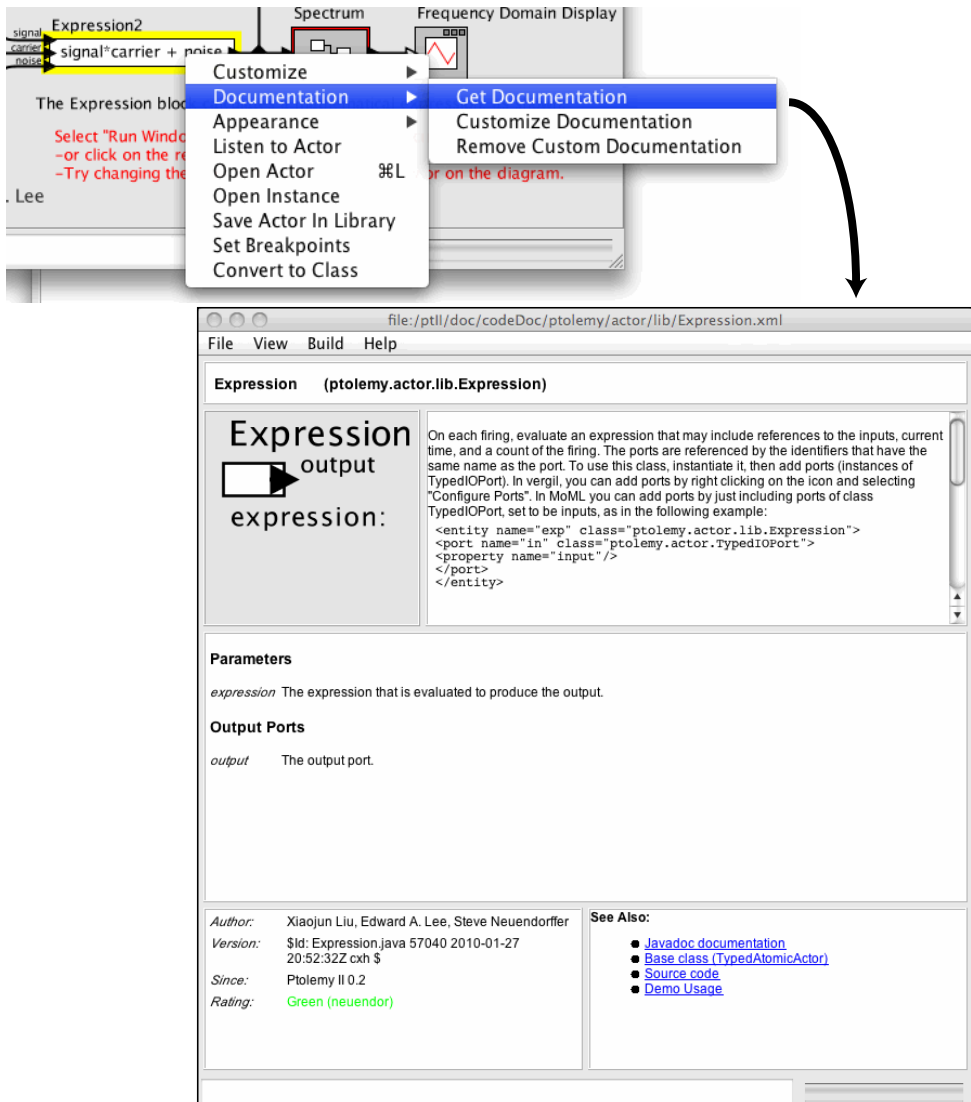 Spectrum
Frequency Domain Display
Expression2
signal
carrier
noise
signal*carrier + noise
The Expression bloc
Select "Run Windo
-or click on the re
-Try changing the
or on the diagram.
. Lee
Customize
Documentation
Appearance
Listen to Actor
Open Actor ⌘L
Open Instance
Save Actor In Library
Set Breakpoints
Convert to Class
Get Documentation
Customize Documentation
Remove Custom Documentation
file:/ptII/doc/codeDoc/ptolemy/actor/lib/Expression.xml
File View Build Help
Expression (ptolemy.actor.lib.Expression)
Expression
output
expression:
On each firing, evaluate an expression that may include references to the inputs, current
time, and a count of the firing. The ports are referenced by the identifiers that have the
same name as the port. To use this class, instantiate it, then add ports (instances of
TypedIOPort). In vergil, you can add ports by right clicking on the icon and selecting
"Configure Ports". In MoML you can add ports by just including ports of class
TypedIOPort, set to be inputs, as in the following example:
<entity name="exp" class="ptolemy.actor.lib.Expression">
<port name="in" class="ptolemy.actor.TypedIOPort">
<property name="input"/>
</port>
</entity>
Parameters
expression The expression that is evaluated to produce the output.
Output Ports
output The output port.
Author: Xiaojun Liu, Edward A. Lee, Steve Neuendorffer
Version: $Id: Expression.java 57040 2010-01-27
20:52:32Z cxh $
Since: Ptolemy II 0.2
Rating: Green (neuendor)
See Also:
Javadoc documentation
Base class (TypedAtomicActor)
Source code
Demo Usage